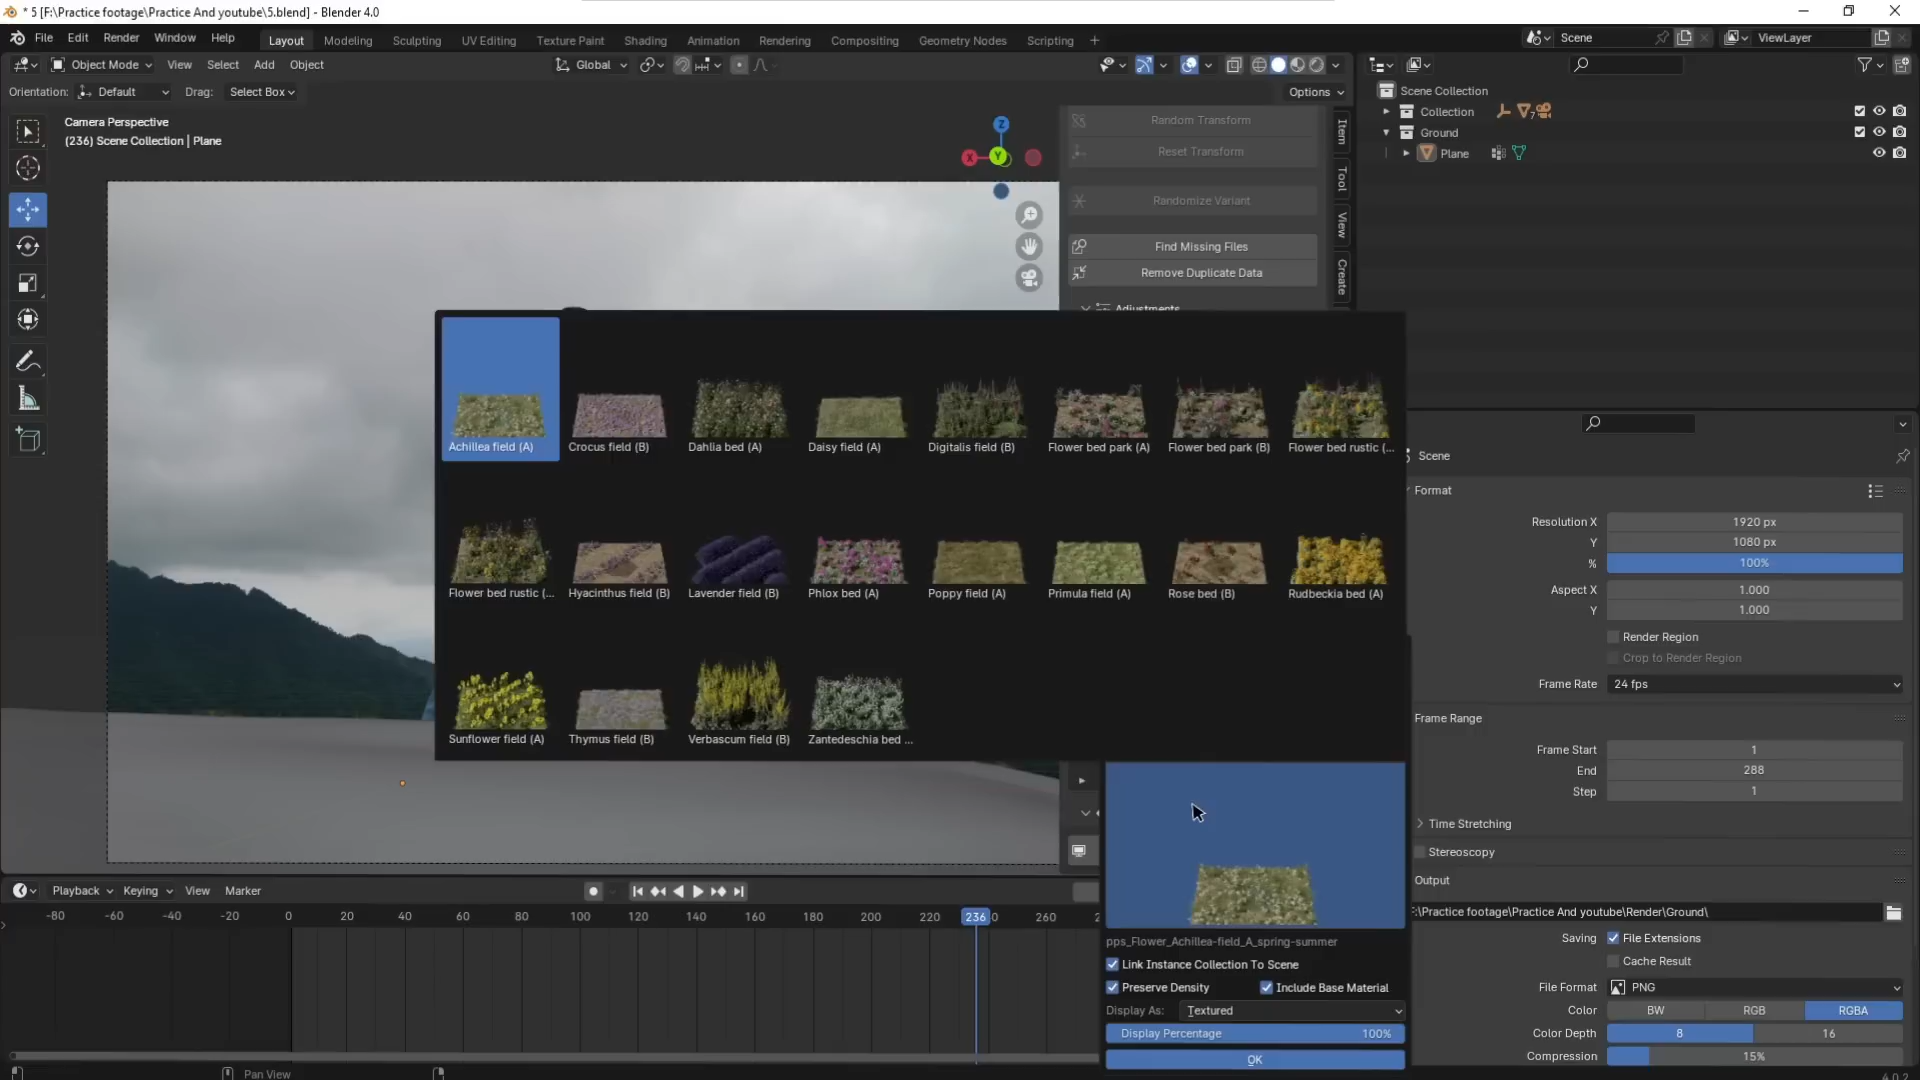 * 5 [F:\Practice footage\Practice And youtube\5.blend] - Blender 4.0
File Edit Render Window Help Layout Modeling Sculpting UV Editing Texture Paint Shading Animation Rendering Compositing Geometry Nodes Scripting + Scene ViewLayer
Object Mode View Select Add Object Global
Orientation: Default Drag: Select Box Options
Camera Perspective
(236) Scene Collection | Plane
Z
X Y
Random Transform
Reset Transform
Randomize Variant
Find Missing Files
Remove Duplicate Data
Adjustments
Item
Tool
View
Create
Scene Collection
Collection 7
Ground
Plane
Achillea field (A) Crocus field (B) Dahlia bed (A) Daisy field (A) Digitalis field (B) Flower bed park (A) Flower bed park (B) Flower bed rustic (...
Flower bed rustic (... Hyacinthus field (B) Lavender field (B) Phlox bed (A) Poppy field (A) Primula field (A) Rose bed (B) Rudbeckia bed (A)
Sunflower field (A) Thymus field (B) Verbascum field (B) Zantedeschia bed ...
pps_Flower_Achillea-field_A_spring-summer
Link Instance Collection To Scene
Preserve Density Include Base Material
Display As: Textured
Display Percentage 100%
OK
Scene
Format
Resolution X 1920 px
Y 1080 px
% 100%
Aspect X 1.000
Y 1.000
Render Region
Crop to Render Region
Frame Rate 24 fps
Frame Range
Frame Start 1
End 288
Step 1
Time Stretching
Stereoscopy
Output
F:\Practice footage\Practice And youtube\Render\Ground\
Saving File Extensions
Cache Result
File Format PNG
Color BW RGB RGBA
Color Depth 8 16
Compression 15%
Playback Keying View Marker
-80 -60 -40 -20 0 20 40 60 80 100 120 140 160 180 200 220 236 260
Pan View
4.0.2